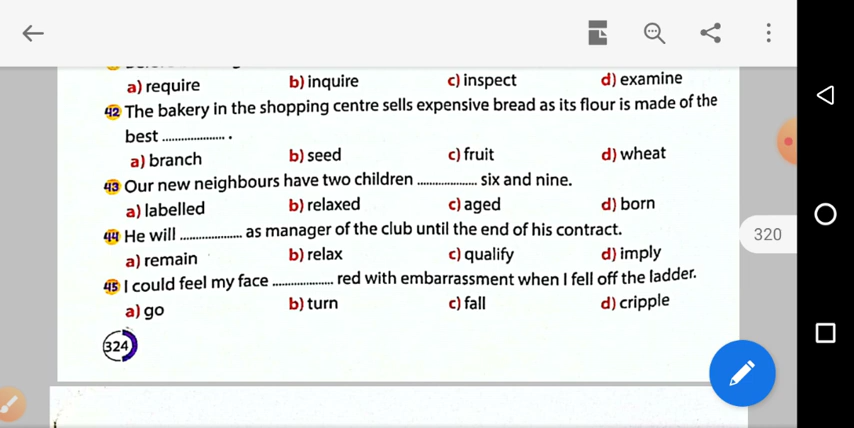 a) require b) inquire c) inspect d) examine
42 The bakery in the shopping centre sells expensive bread as its flour is made of the
best .................... .
a) branch b) seed c) fruit d) wheat
43 Our new neighbours have two children ................... six and nine.
a) labelled b) relaxed c) aged d) born
44 He will ................... as manager of the club until the end of his contract.
a) remain b) relax c) qualify d) imply
45 I could feel my face ................... red with embarrassment when I fell off the ladder.
a) go b) turn c) fall d) cripple
324
320